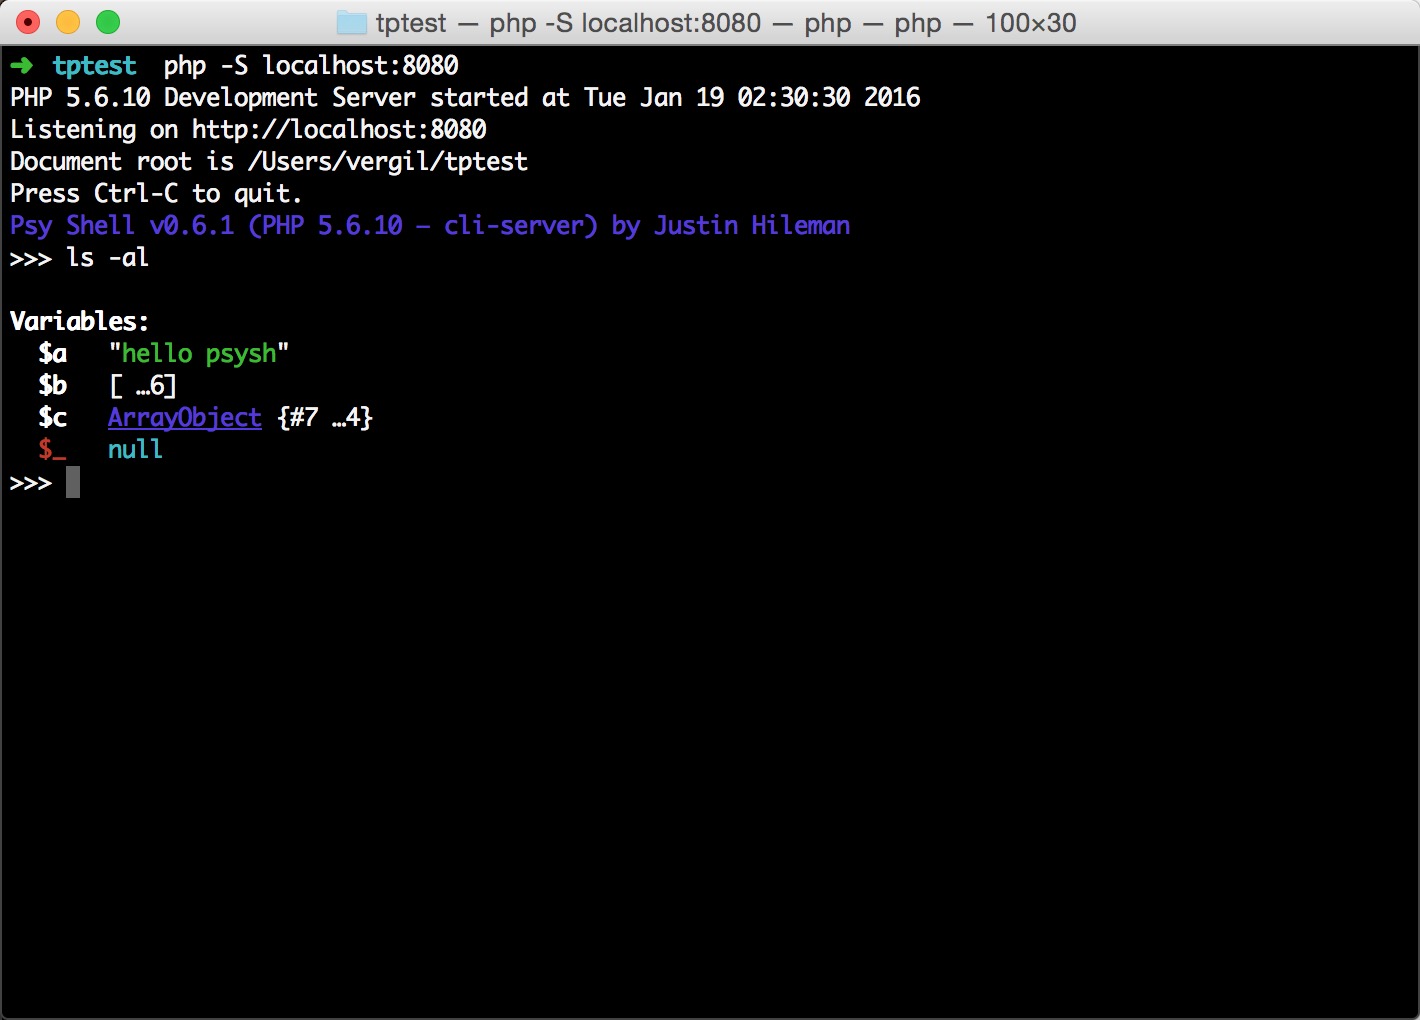 tptest — php -S localhost:8080 — php — php — 100×30
➜ tptest php -S localhost:8080
PHP 5.6.10 Development Server started at Tue Jan 19 02:30:30 2016
Listening on http://localhost:8080
Document root is /Users/vergil/tptest
Press Ctrl-C to quit.
Psy Shell v0.6.1 (PHP 5.6.10 — cli-server) by Justin Hileman
>>> ls -al
Variables:
$a "hello psysh"
$b [ …6]
$c ArrayObject {#7 …4}
$_ null
>>>